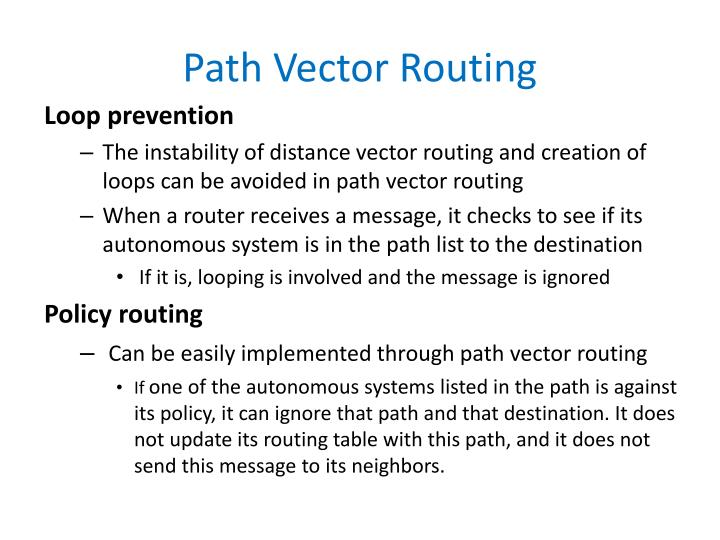 Path Vector Routing
Loop prevention
– The instability of distance vector routing and creation of
loops can be avoided in path vector routing
– When a router receives a message, it checks to see if its
autonomous system is in the path list to the destination
• If it is, looping is involved and the message is ignored
Policy routing
– Can be easily implemented through path vector routing
• If one of the autonomous systems listed in the path is against
its policy, it can ignore that path and that destination. It does
not update its routing table with this path, and it does not
send this message to its neighbors.